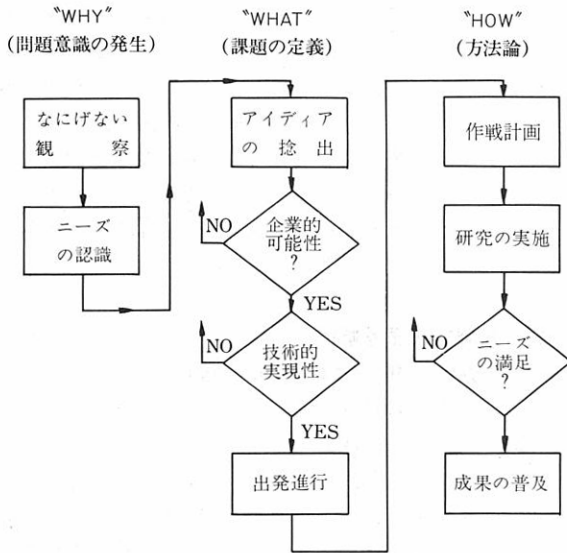 "WHY"
(問題意識の発生)
なにげない
観察
ニーズ
の認識
"WHAT"
(課題の定義)
アイディア
の捻出
NO
企業的
可能性
?
YES
NO
技術的
実現性
YES
出発進行
"HOW"
(方法論)
作戦計画
研究の実施
NO
ニーズ
の満足
?
成果の普及